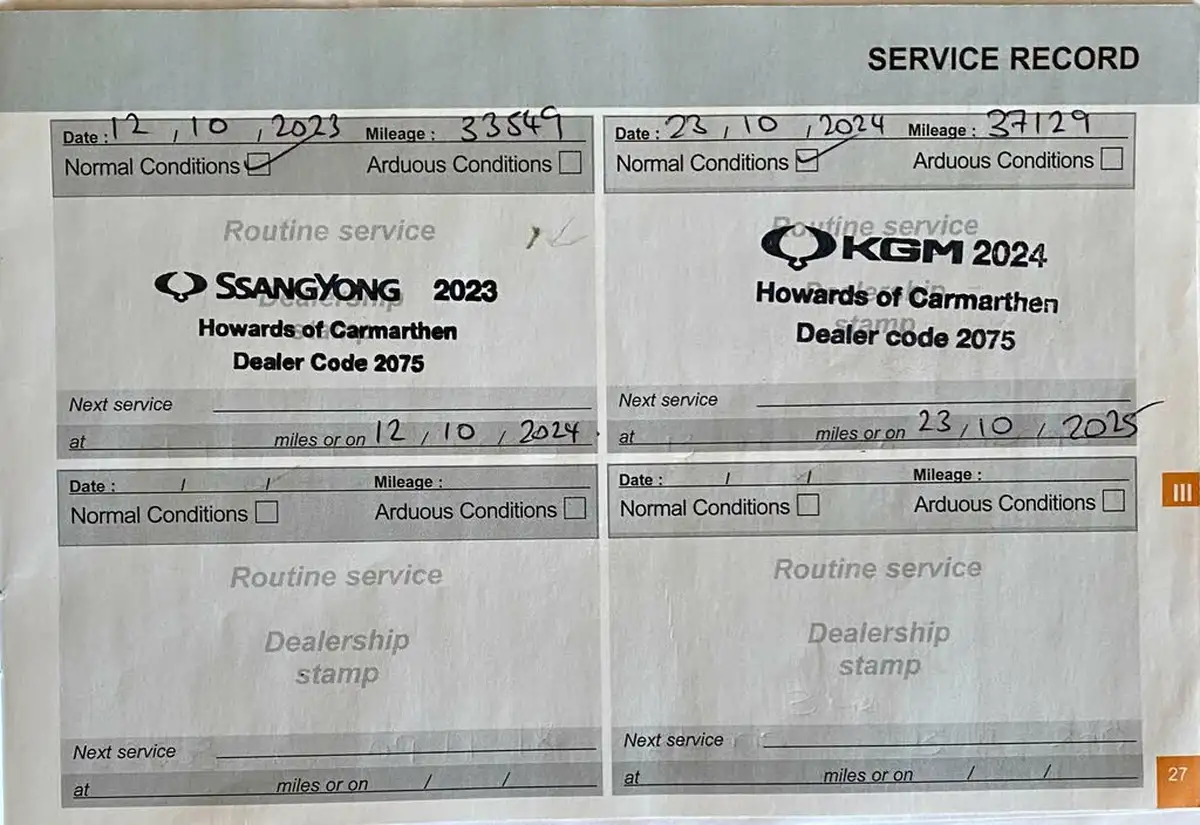 SERVICE RECORD
Date : 12 , 10 , 2023 Mileage : 33549
Normal Conditions Arduous Conditions
Routine service
SSANGYONG 2023
Dealership
Howards of Carmarthen
stamp
Dealer Code 2075
Next service
at miles or on 12 / 10 / 2024
Date : 23 , 10 , 2024 Mileage : 37129
Normal Conditions Arduous Conditions
Routine service
KGM 2024
Dealership
Howards of Carmarthen
stamp
Dealer code 2075
Next service
at miles or on 23 / 10 / 2025
Date : / / Mileage :
Normal Conditions Arduous Conditions
Routine service
Dealership
stamp
Next service
at miles or on / /
Date : / / Mileage :
Normal Conditions Arduous Conditions
Routine service
Dealership
stamp
Next service
at miles or on / /
III
27